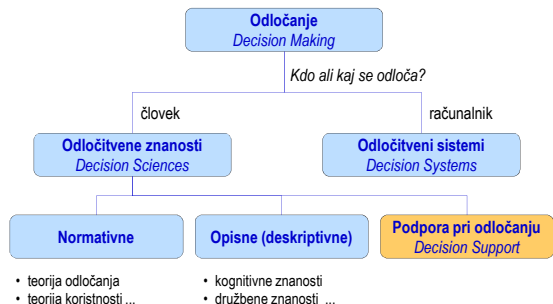 Odločanje
Decision Making
Kdo ali kaj se odloča?
človek
računalnik
Odločitvene znanosti
Decision Sciences
Odločitveni sistemi
Decision Systems
Normativne
Opisne (deskriptivne)
Podpora pri odločanju
Decision Support
• teorija odločanja
• teorija koristnosti ...
• kognitivne znanosti
• družbene znanosti ...